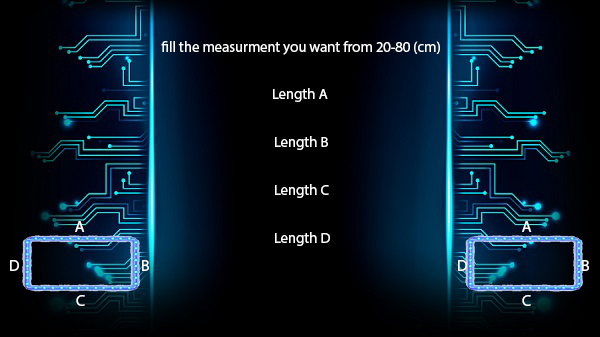 fill the measurment you want from 20-80 (cm)
Length A
Length B
Length C
Length D
A
D
B
C
A
D
B
C